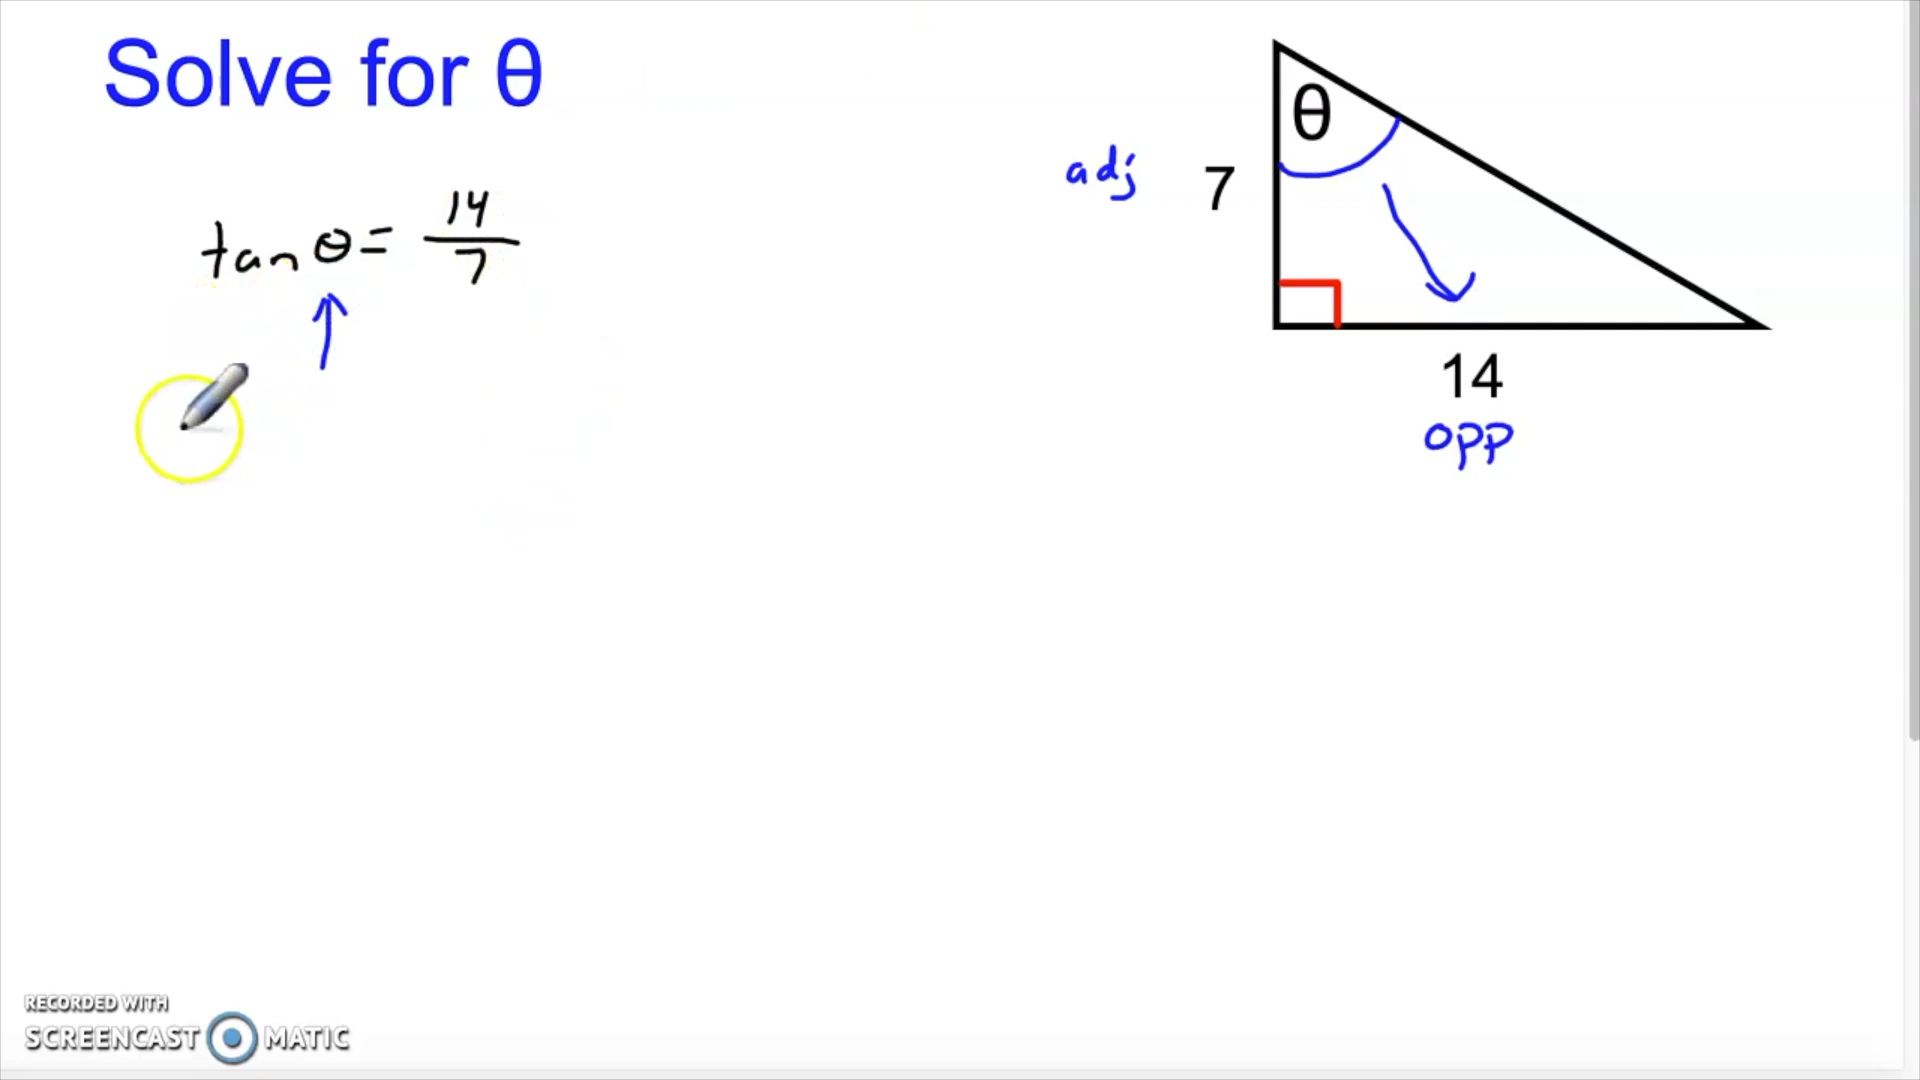 Solve for θ
tan θ = 14/7
θ
adj 7
14
opp
RECORDED WITH
SCREENCAST MATIC